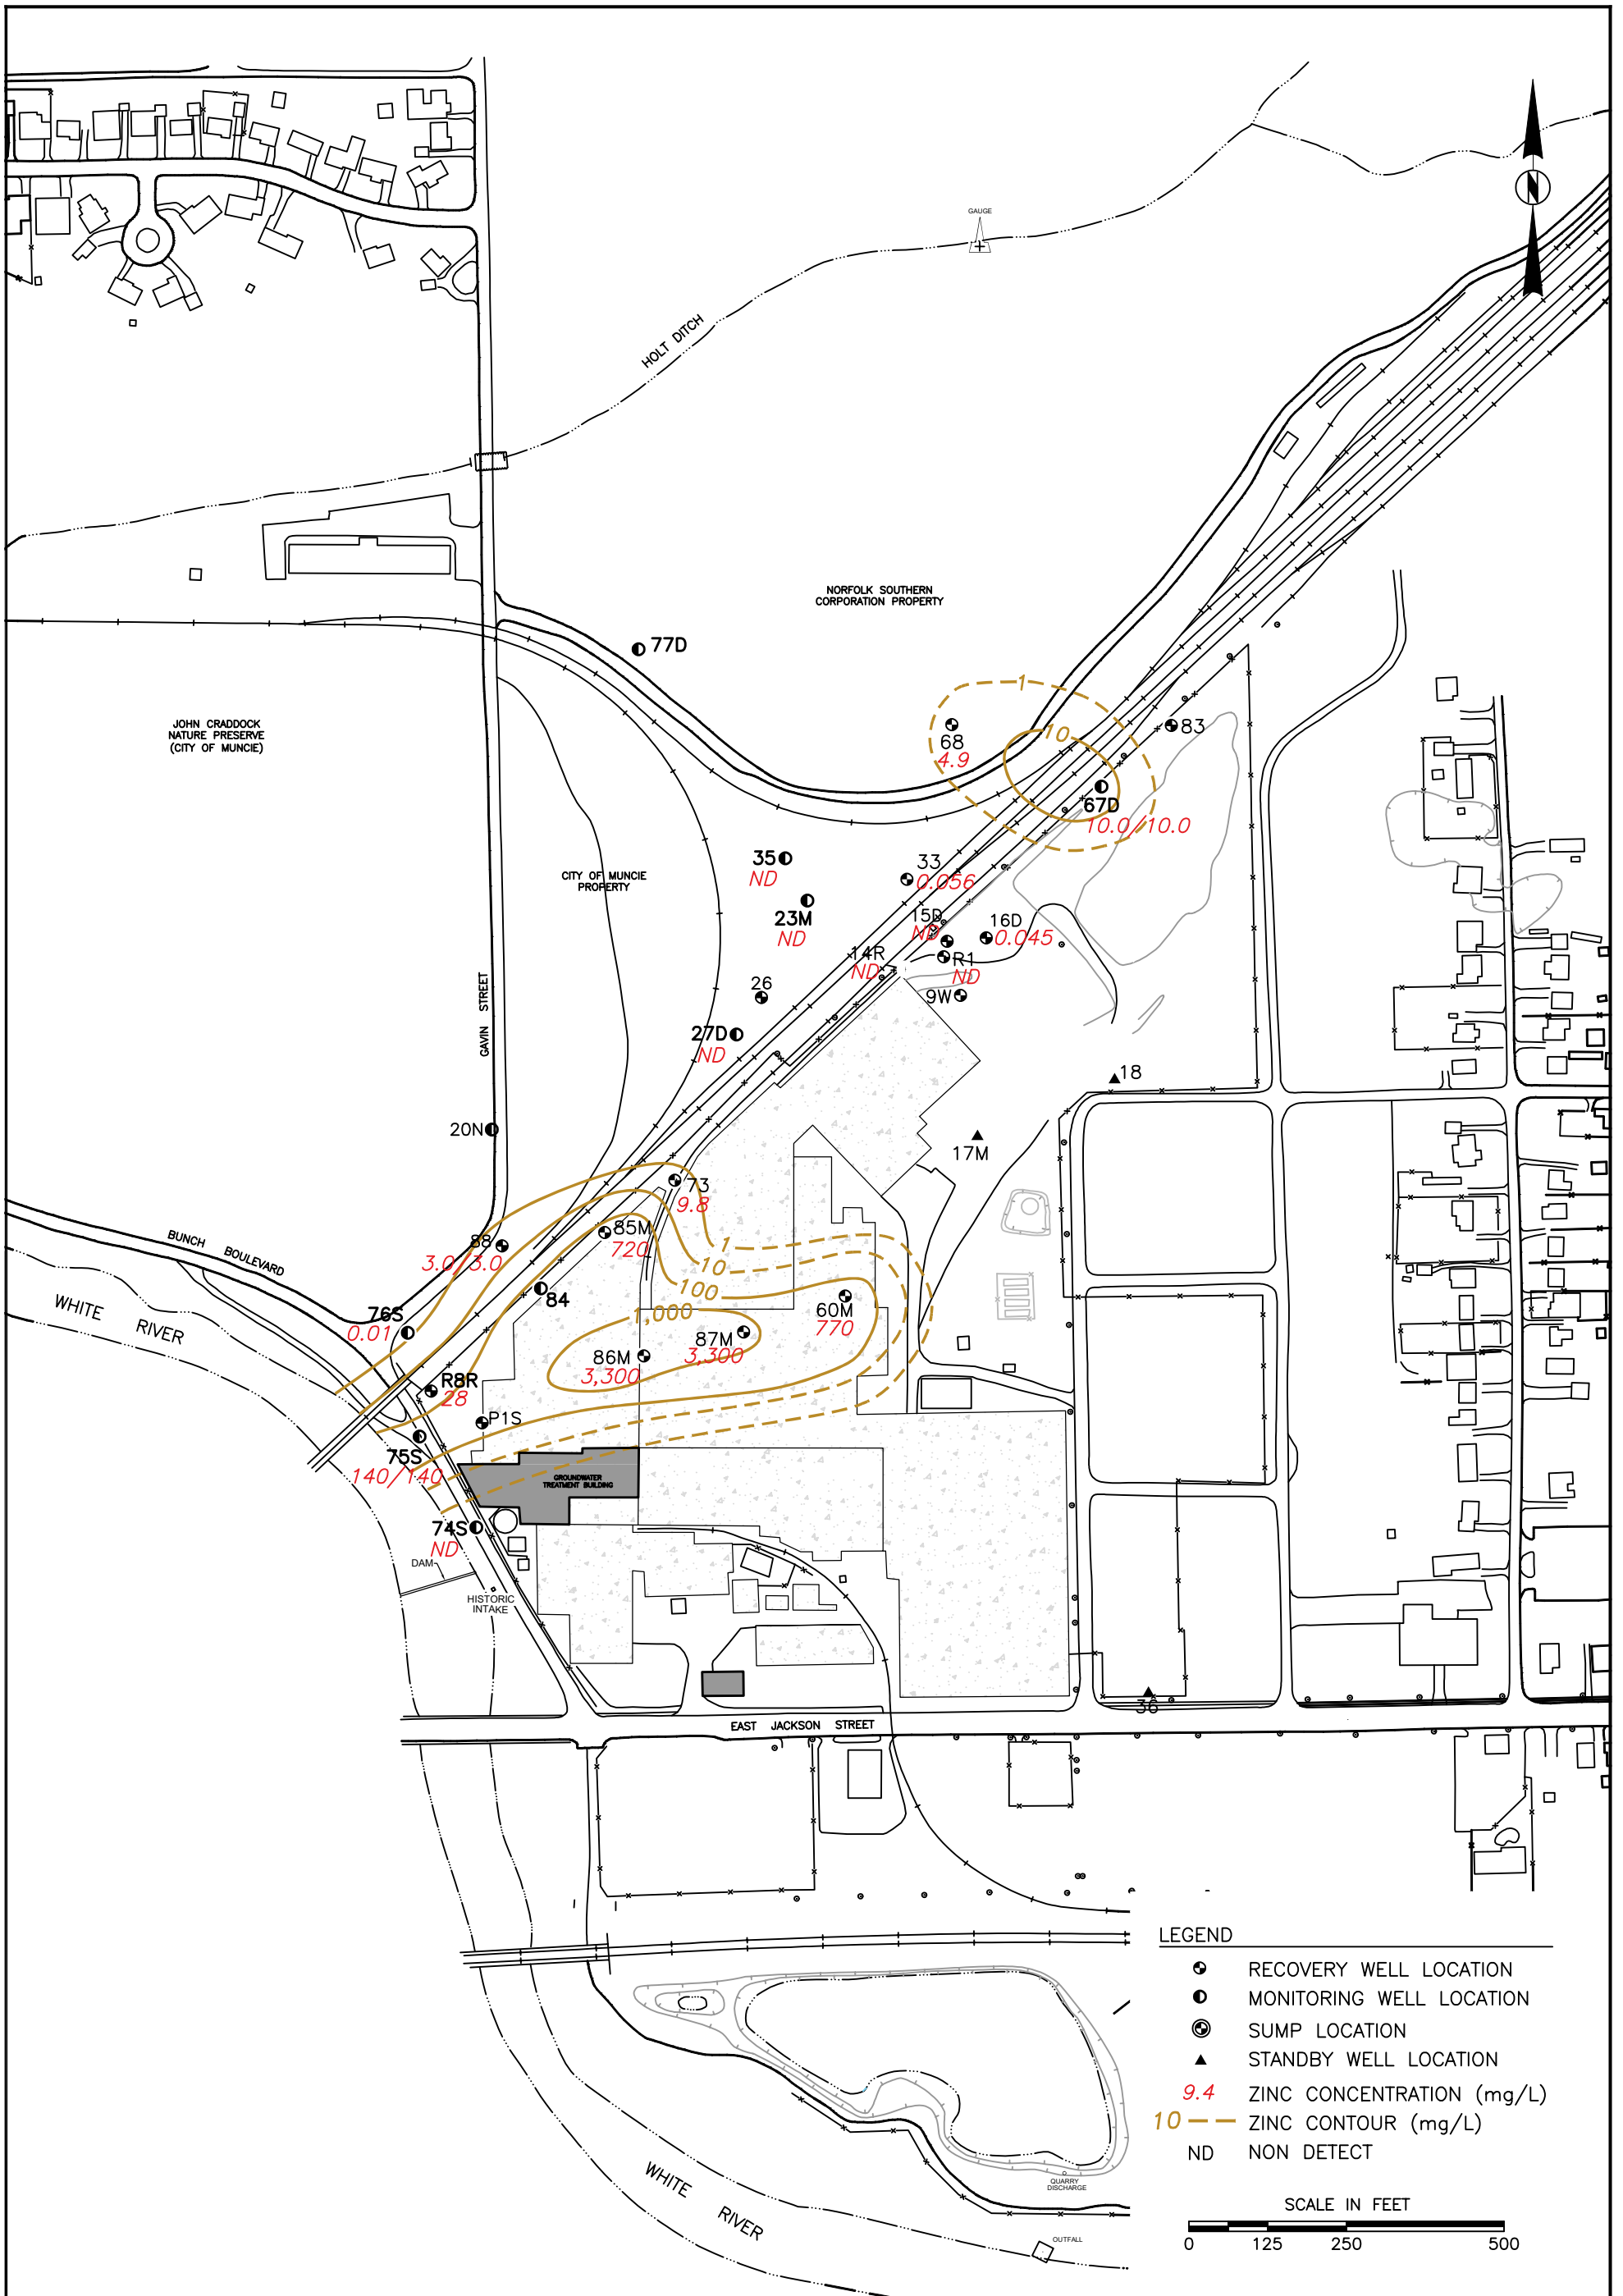 GAUGE
N
HOLT DITCH
NORFOLK SOUTHERN
CORPORATION PROPERTY
77D
JOHN CRADDOCK
NATURE PRESERVE
(CITY OF MUNCIE)
1
68
4.9
10
83
67D
10.0/10.0
35
ND
CITY OF MUNCIE
PROPERTY
33
0.056
23M
ND
15D
ND
16D
0.045
14R
ND
R1
ND
26
9W
GAVIN STREET
27D
ND
18
20N
17M
73
9.8
BUNCH BOULEVARD
88
3.0/3.0
85M
720
1
10
100
1,000
84
60M
770
WHITE RIVER
76S
0.01
87M
3,300
86M
3,300
R8R
28
P1S
75S
140/140
GROUNDWATER
TREATMENT BUILDING
74S
ND
DAM
HISTORIC
INTAKE
36
EAST JACKSON STREET
LEGEND
RECOVERY WELL LOCATION
MONITORING WELL LOCATION
SUMP LOCATION
STANDBY WELL LOCATION
9.4 ZINC CONCENTRATION (mg/L)
10 ZINC CONTOUR (mg/L)
ND NON DETECT
QUARRY
DISCHARGE
WHITE RIVER
OUTFALL
SCALE IN FEET
0 125 250 500